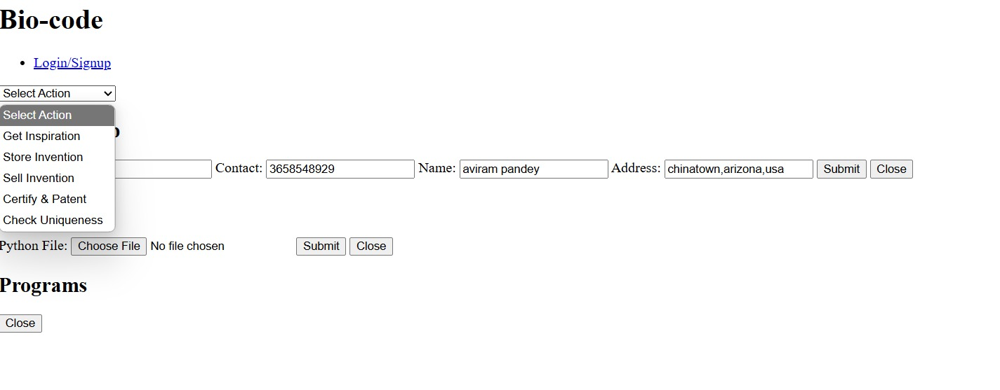 Bio-code
Login/Signup
Select Action
Select Action
Get Inspiration
Store Invention
Sell Invention
Certify & Patent
Check Uniqueness
Contact: 3658548929 Name: aviram pandey Address: chinatown,arizona,usa Submit Close
Python File: Choose File No file chosen Submit Close
Programs
Close